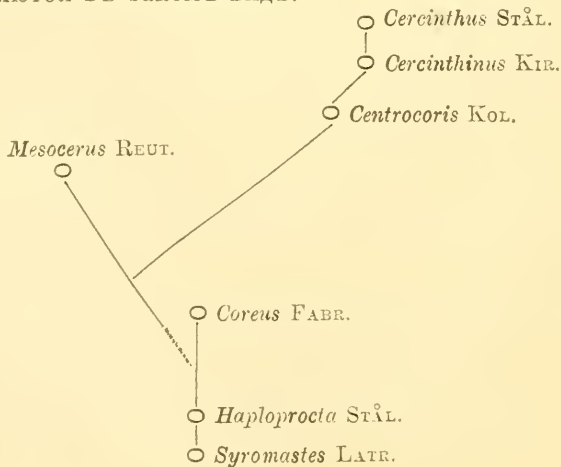 Cercinthus STÅL.
Cercinthinus KIR.
Centrocoris KOL.
Mesocerus REUT.
Coreus FABR.
Haploprocta STÅL.
Syromastes LATR.